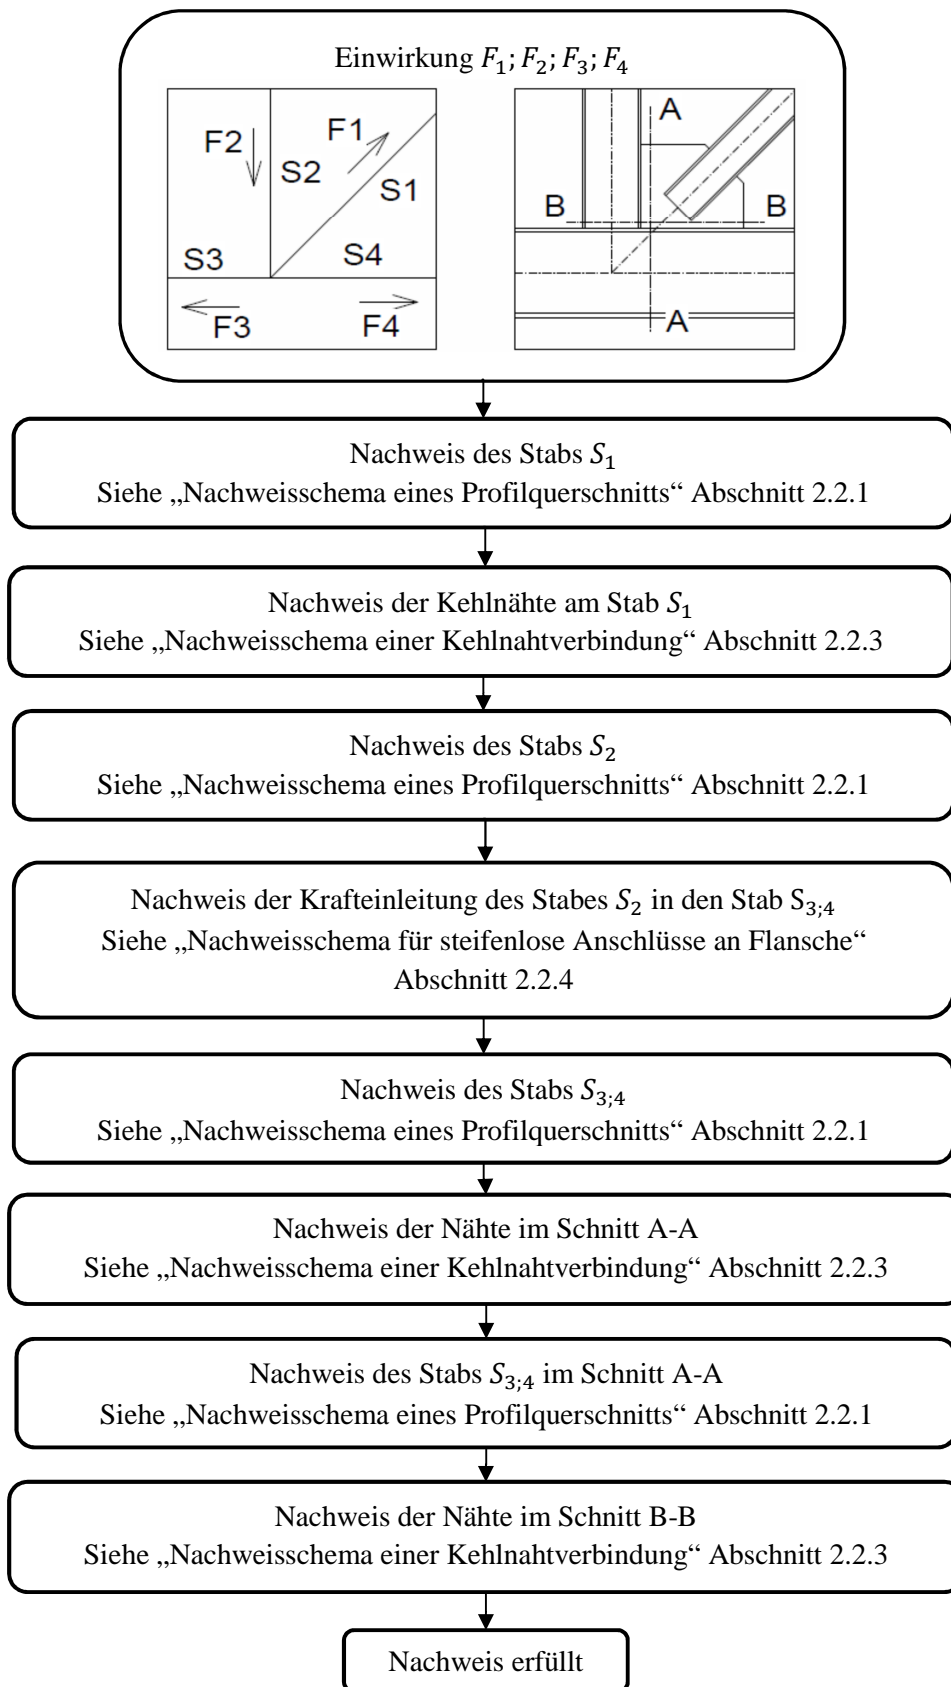 Einwirkung F₁; F₂; F₃; F₄
F2
F1
S2
S1
S3
S4
F3
F4
A
B
B
A
Nachweis des Stabs S₁
Siehe „Nachweisschema eines Profilquerschnitts“ Abschnitt 2.2.1
Nachweis der Kehlnähte am Stab S₁
Siehe „Nachweisschema einer Kehlnahtverbindung“ Abschnitt 2.2.3
Nachweis des Stabs S₂
Siehe „Nachweisschema eines Profilquerschnitts“ Abschnitt 2.2.1
Nachweis der Krafteinleitung des Stabes S₂ in den Stab S₃;₄
Siehe „Nachweisschema für steifenlose Anschlüsse an Flansche“
Abschnitt 2.2.4
Nachweis des Stabs S₃;₄
Siehe „Nachweisschema eines Profilquerschnitts“ Abschnitt 2.2.1
Nachweis der Nähte im Schnitt A-A
Siehe „Nachweisschema einer Kehlnahtverbindung“ Abschnitt 2.2.3
Nachweis des Stabs S₃;₄ im Schnitt A-A
Siehe „Nachweisschema eines Profilquerschnitts“ Abschnitt 2.2.1
Nachweis der Nähte im Schnitt B-B
Siehe „Nachweisschema einer Kehlnahtverbindung“ Abschnitt 2.2.3
Nachweis erfüllt